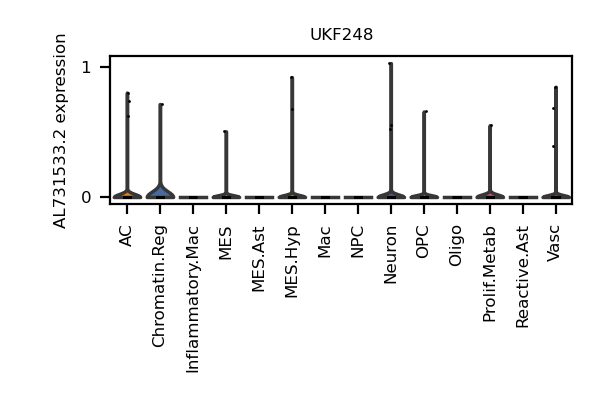 UKF248
AL731533.2 expression
1
0
AC
Chromatin.Reg
Inflammatory.Mac
MES
MES.Ast
MES.Hyp
Mac
NPC
Neuron
OPC
Oligo
Prolif.Metab
Reactive.Ast
Vasc